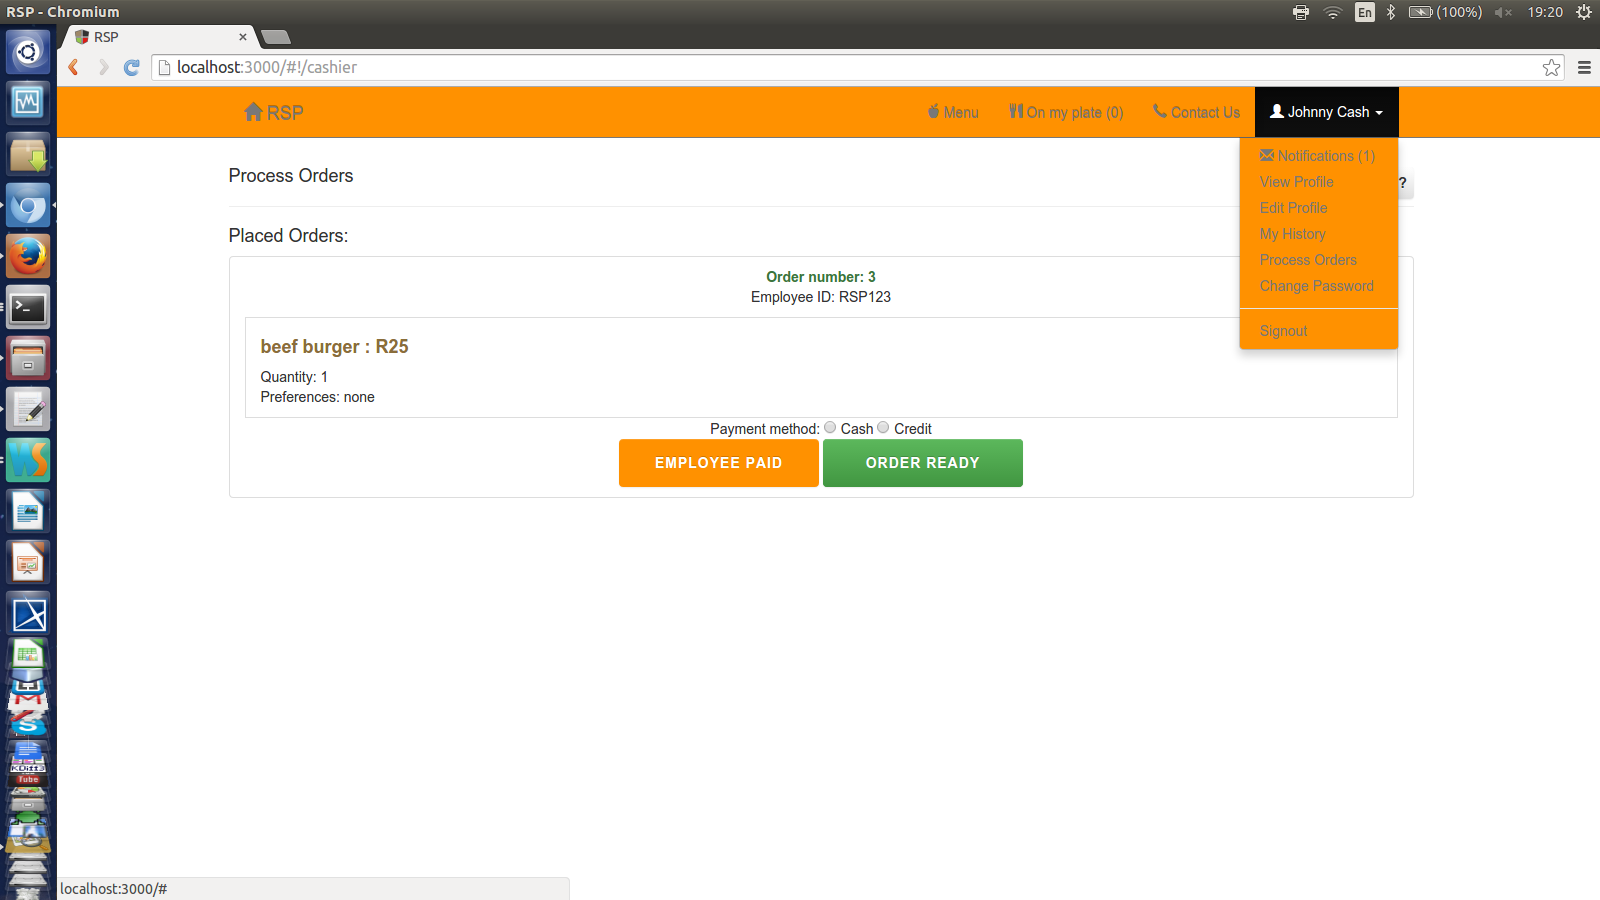 RSP - Chromium
En
(100%)
19:20
RSP
localhost:3000/#!/cashier
RSP
Menu
On my plate (0)
Contact Us
Johnny Cash
Notifications (1)
View Profile
Edit Profile
My History
Process Orders
Change Password
Signout
Process Orders
?
Placed Orders:
Order number: 3
Employee ID: RSP123
beef burger : R25
Quantity: 1
Preferences: none
Payment method: Cash Credit
EMPLOYEE PAID
ORDER READY
KDiff3
Tube
localhost:3000/#